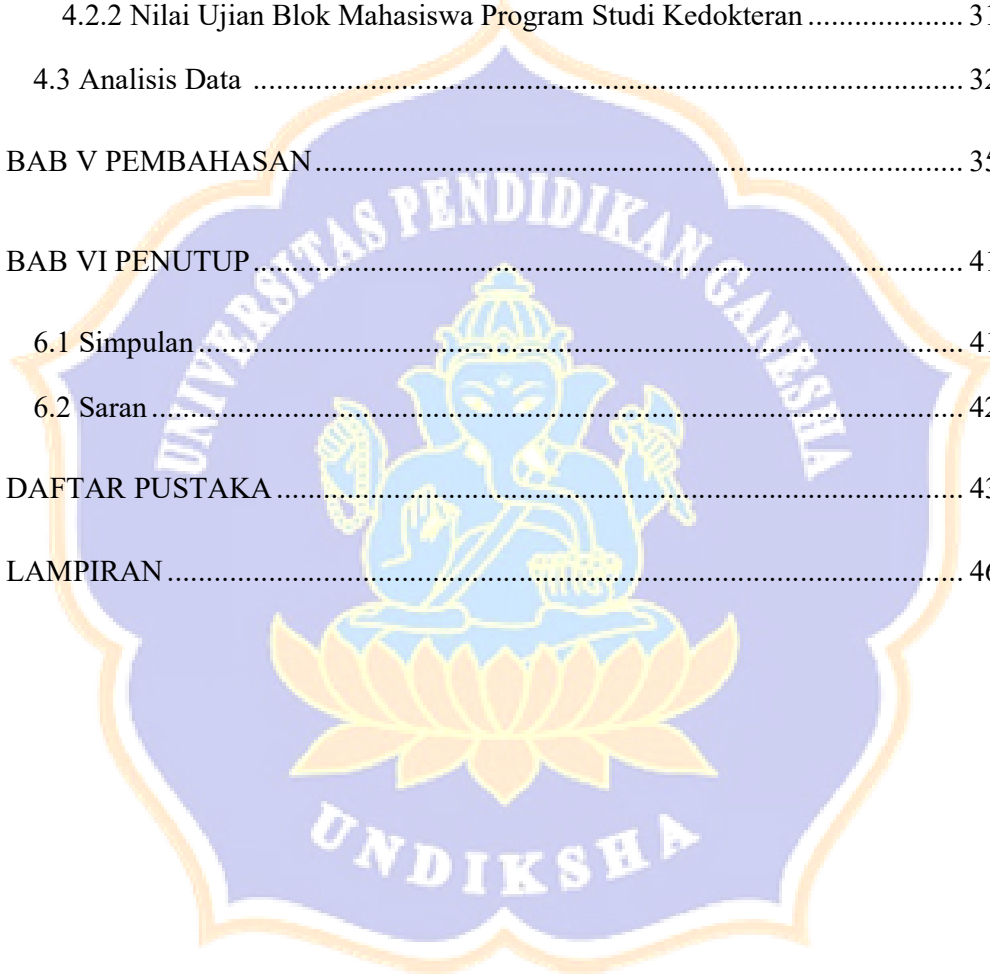 4.2.2 Nilai Ujian Blok Mahasiswa Program Studi Kedokteran ................. 31
4.3 Analisis Data ................................................................................ 32
BAB V PEMBAHASAN ........................................................................ 35
BAB VI PENUTUP ............................................................................... 41
6.1 Simpulan ....................................................................................... 41
6.2 Saran ............................................................................................. 42
DAFTAR PUSTAKA ............................................................................. 43
LAMPIRAN .......................................................................................... 46
UNIVERSITAS PENDIDIKAN GANESHA
UNDIKSHA